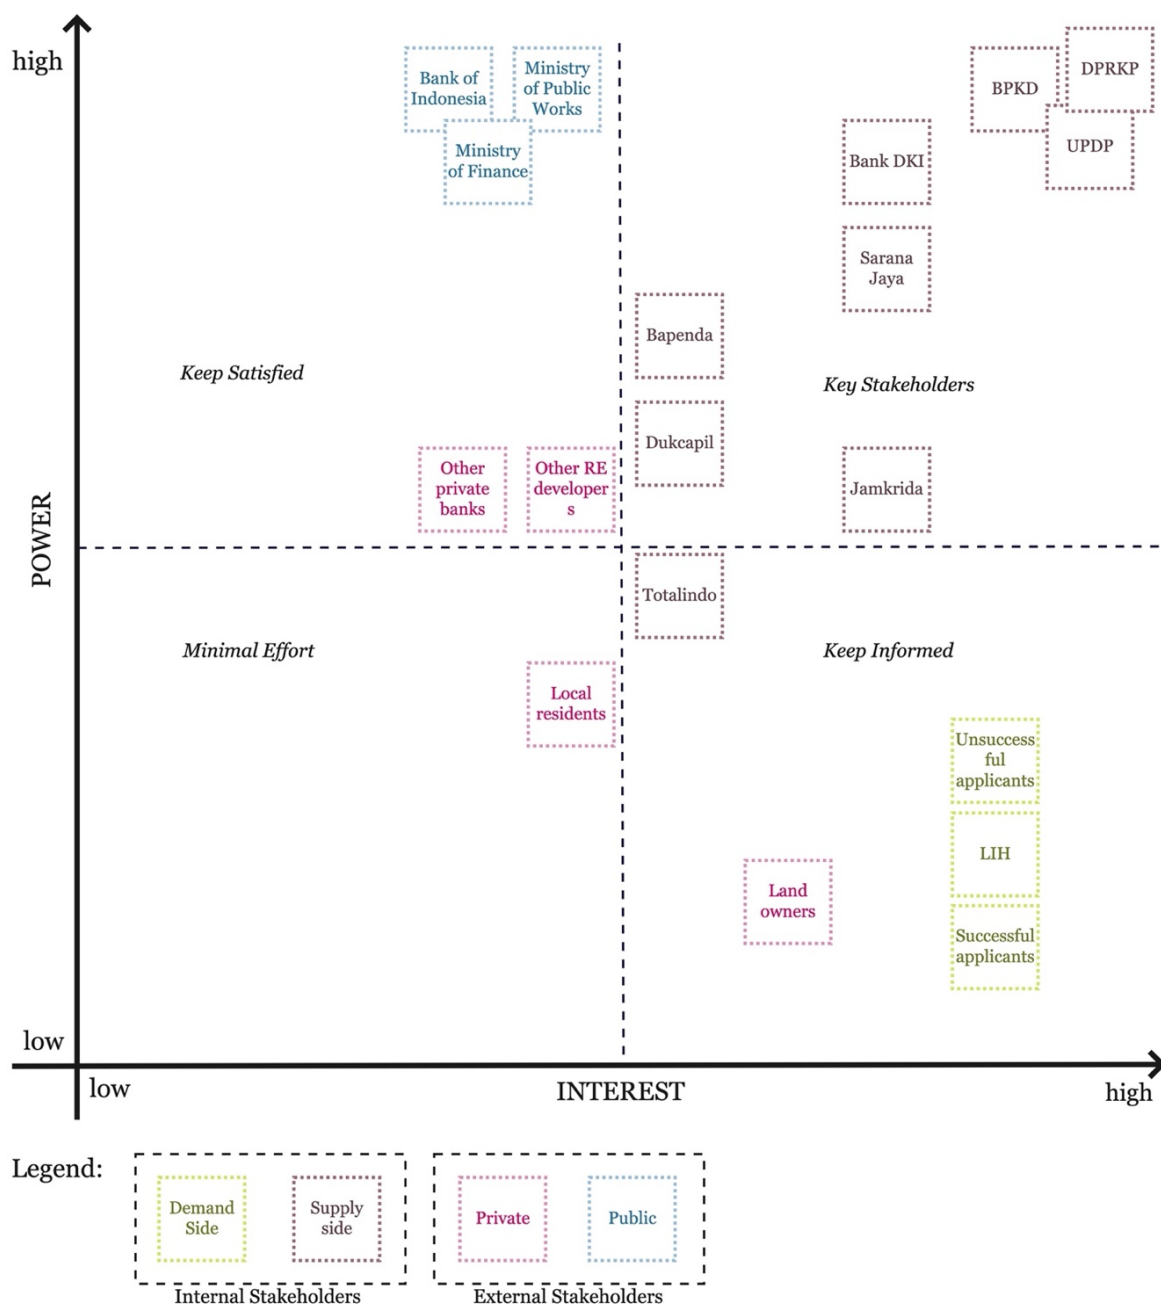 high
Bank of
Indonesia
Ministry
of Public
Works
Ministry
of Finance
BPKD
DPRKP
UPDP
Bank DKI
Sarana
Jaya
Bapenda
Keep Satisfied
Key Stakeholders
Dukcapil
Other
private
banks
Other RE
developer
s
Jamkrida
POWER
Totalindo
Minimal Effort
Keep Informed
Local
residents
Unsuccess
ful
applicants
LIH
Land
owners
Successful
applicants
low
low
INTEREST
high
Legend:
Demand
Side
Supply
side
Private
Public
Internal Stakeholders
External Stakeholders